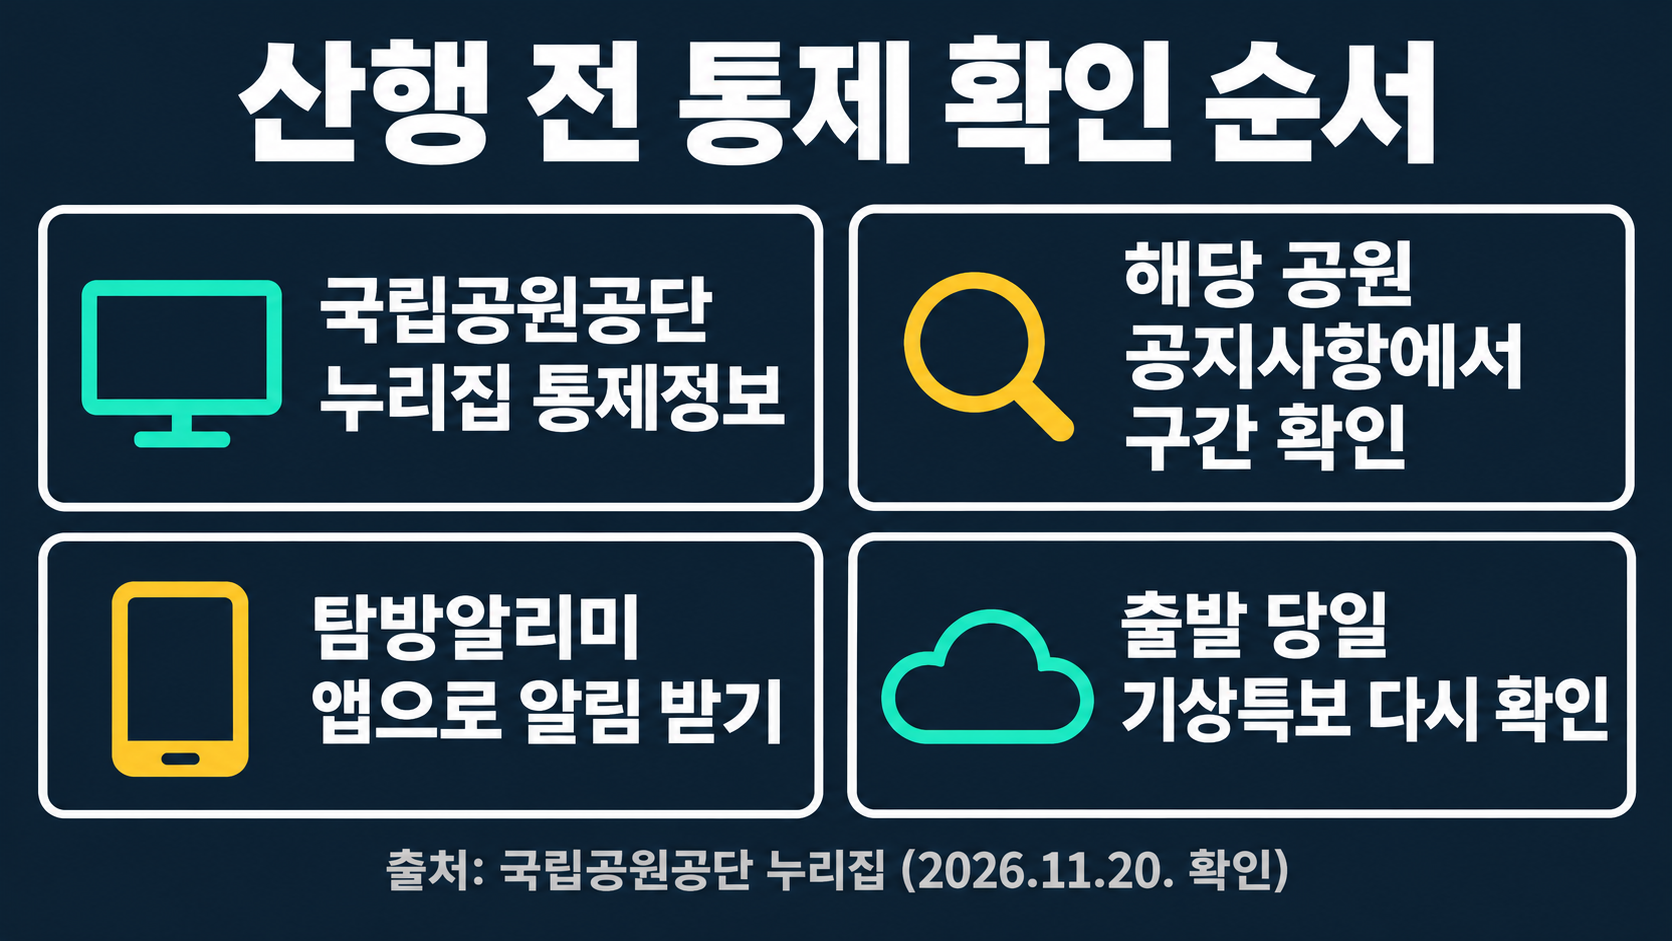 산행 전 통제 확인 순서
국립공원공단
누리집 통제정보
해당 공원
공지사항에서
구간 확인
탐방알리미
앱으로 알림 받기
출발 당일
기상특보 다시 확인
출처: 국립공원공단 누리집 (2026.11.20. 확인)